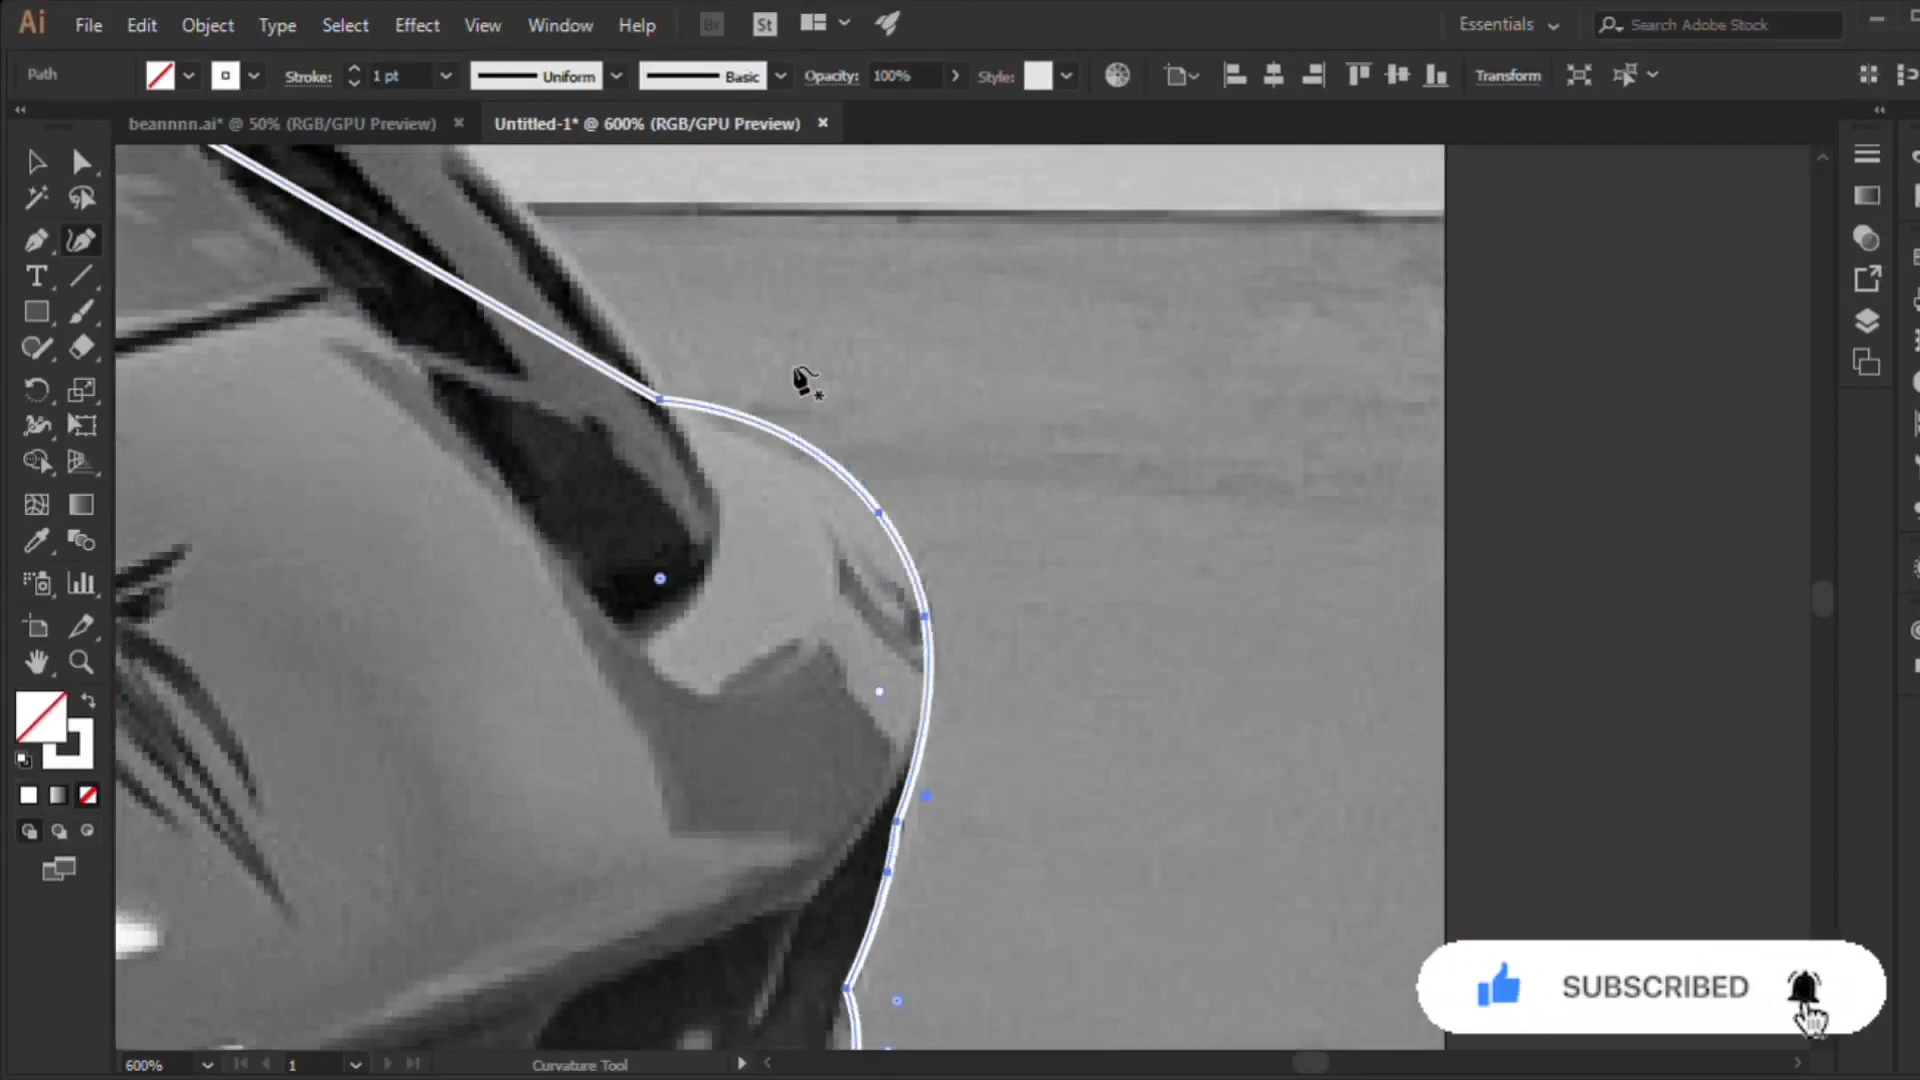 Ai File Edit Object Type Select Effect View Window Help Br St Essentials Search Adobe Stock
Path Stroke: 1 pt Uniform Basic Opacity: 100% Style: Transform
beannnn.ai* @ 50% (RGB/GPU Preview) × Untitled-1* @ 600% (RGB/GPU Preview) ×
T
SUBSCRIBED
600% 1 Curvature Tool